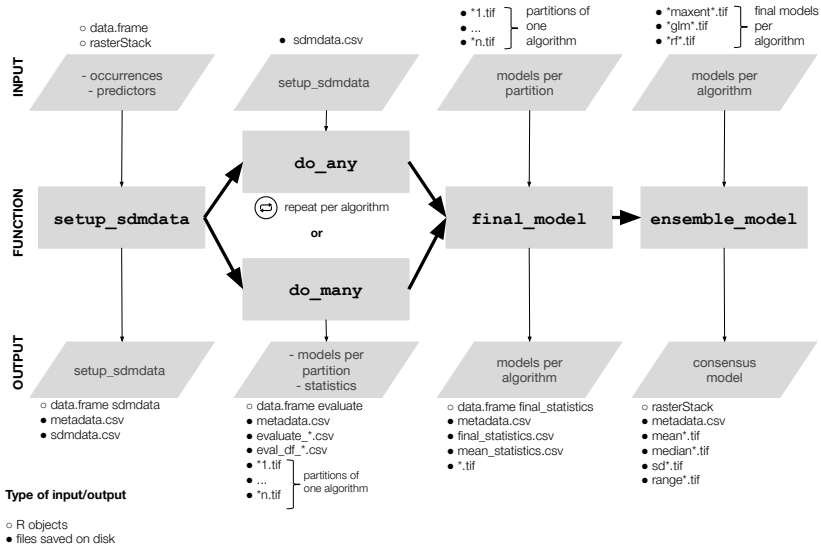 INPUT
○ data.frame
○ rasterStack
- occurrences
- predictors
● sdmdata.csv
setup_sdmdata
● *1.tif
● ...
● *n.tif
partitions of
one
algorithm
models per
partition
● *maxent*.tif
● *glm*.tif
● *rf*.tif
final models
per
algorithm
models per
algorithm
FUNCTION
setup_sdmdata
do_any
repeat per algorithm
or
do_many
final_model
ensemble_model
OUTPUT
setup_sdmdata
○ data.frame sdmdata
● metadata.csv
● sdmdata.csv
- models per
partition
- statistics
○ data.frame evaluate
● metadata.csv
● evaluate_*.csv
● eval_df_*.csv
● *1.tif
● ...
● *n.tif
partitions of
one algorithm
models per
algorithm
○ data.frame final_statistics
● metadata.csv
● final_statistics.csv
● mean_statistics.csv
● *.tif
consensus
model
○ rasterStack
● metadata.csv
● mean*.tif
● median*.tif
● sd*.tif
● range*.tif
Type of input/output
○ R objects
● files saved on disk